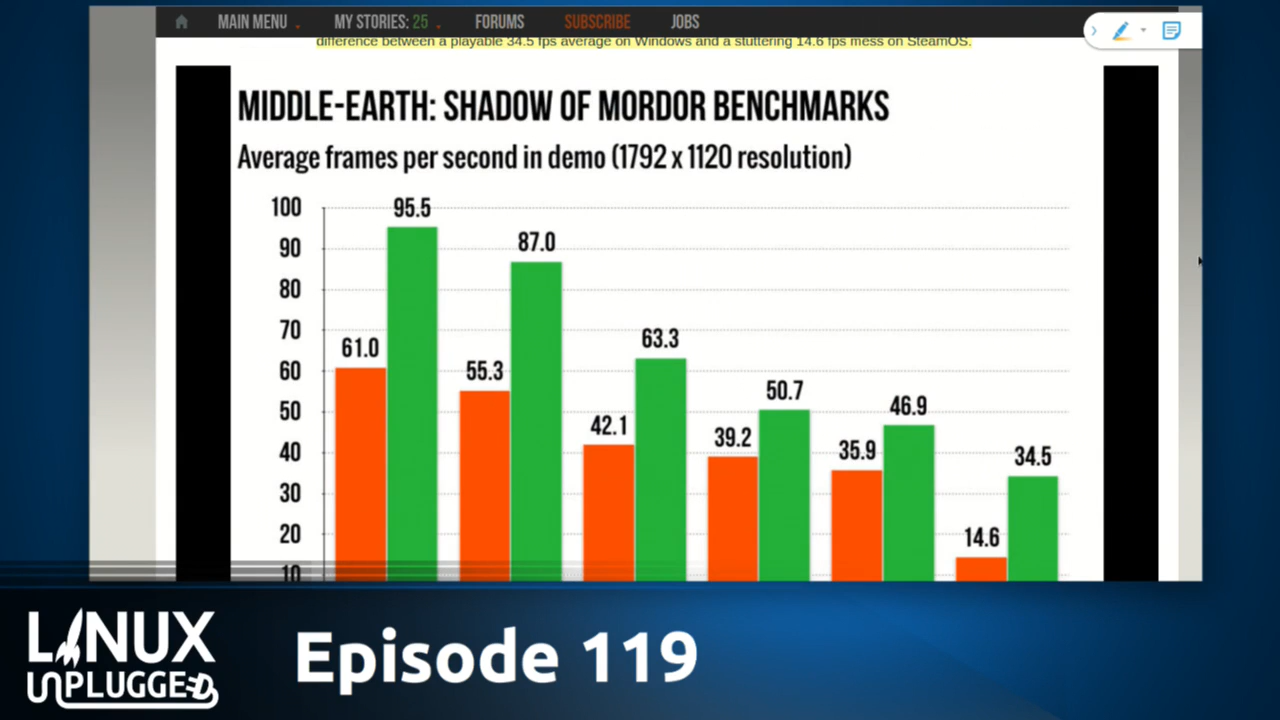 MAIN MENU
MY STORIES: 25
FORUMS
SUBSCRIBE
JOBS
difference between a playable 34.5 fps average on Windows and a stuttering 14.6 fps mess on SteamOS.
MIDDLE-EARTH: SHADOW OF MORDOR BENCHMARKS
Average frames per second in demo (1792 x 1120 resolution)
100
90
80
70
60
50
40
30
20
10
61.0
95.5
55.3
87.0
42.1
63.3
39.2
50.7
35.9
46.9
14.6
34.5
LINUX
UNPLUGGED
Episode 119